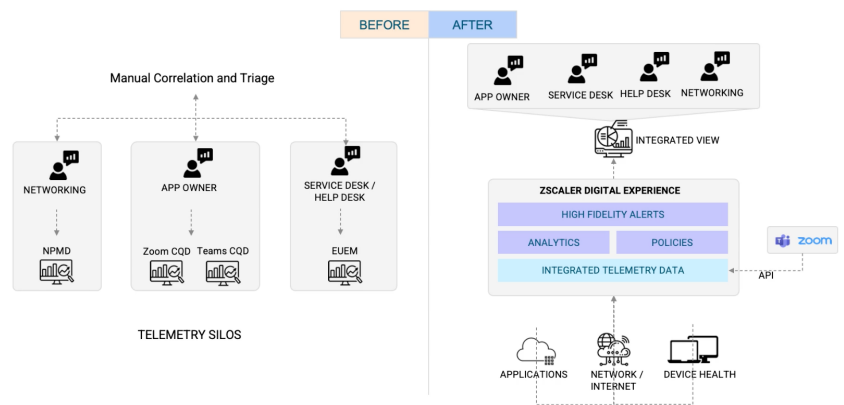 BEFORE
AFTER
Manual Correlation and Triage
NETWORKING
APP OWNER
SERVICE DESK /
HELP DESK
NPMD
Zoom CQD
Teams CQD
EUEM
TELEMETRY SILOS
APP OWNER
SERVICE DESK
HELP DESK
NETWORKING
INTEGRATED VIEW
ZSCALER DIGITAL EXPERIENCE
HIGH FIDELITY ALERTS
ANALYTICS
POLICIES
INTEGRATED TELEMETRY DATA
zoom
API
APPLICATIONS
NETWORK /
INTERNET
DEVICE HEALTH